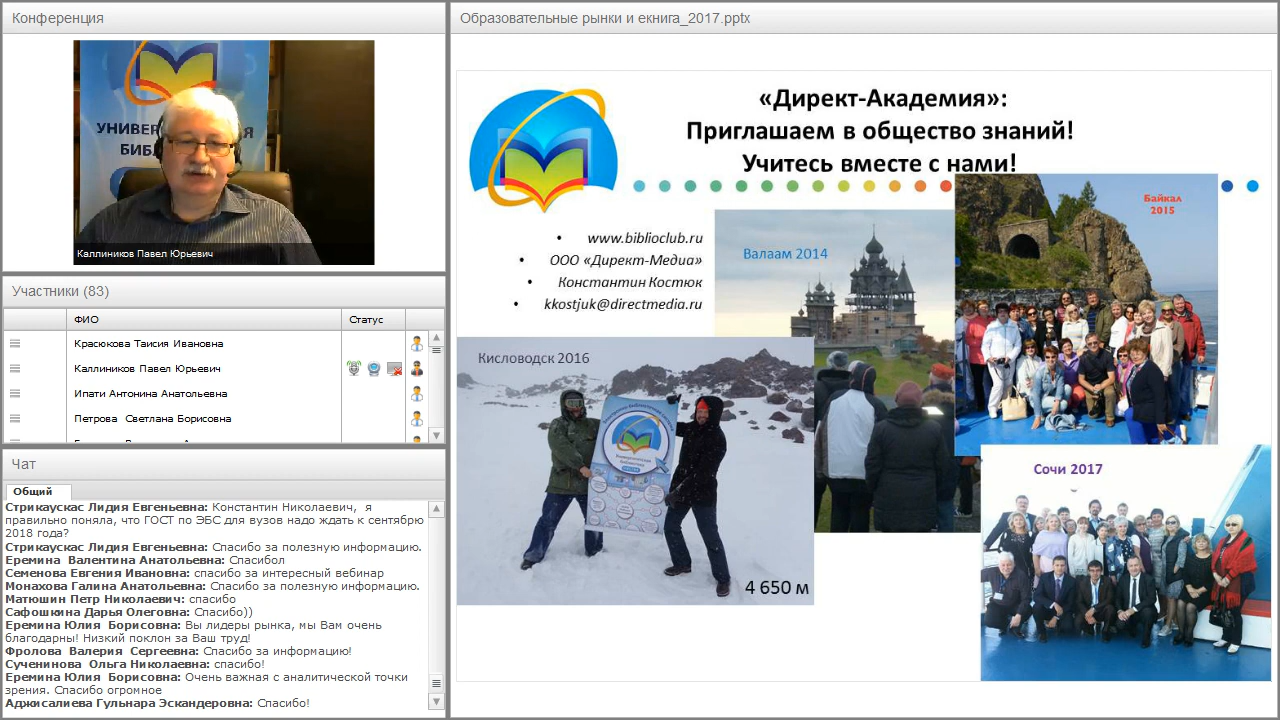 Конференция
УНИВЕР
АЯ
БИБ
Каллиников Павел Юрьевич
Участники (83)
ФИО
Статус
Красюкова Таисия Ивановна
Каллиников Павел Юрьевич
Ипати Антонина Анатольевна
Петрова Светлана Борисовна
Чат
Общий
Стрикаускас Лидия Евгеньевна: Константин Николаевич, я
правильно поняла, что ГОСТ по ЭБС для вузов надо ждать к сентябрю
2018 года?
Стрикаускас Лидия Евгеньевна: Спасибо за полезную информацию.
Еремина Валентина Анатольевна: Спасибол
Семенова Евгения Ивановна: спасибо за интересный вебинар
Монахова Галина Анатольевна: Спасибо за полезную информацию.
Матюшин Петр Николаевич: спасибо
Сафошкина Дарья Олеговна: Спасибо))
Еремина Юлия Борисовна: Вы лидеры рынка, мы Вам очень
благодарны! Низкий поклон за Ваш труд!
Фролова Валерия Сергеевна: Спасибо за информацию!
Сученинова Ольга Николаевна: спасибо!
Еремина Юлия Борисовна: Очень важная с аналитической точки
зрения. Спасибо огромное
Аджисалиева Гульнара Эскандеровна: Спасибо!
Образовательные рынки и екнига_2017.pptx
«Директ-Академия»:
Приглашаем в общество знаний!
Учитесь вместе с нами!
• www.biblioclub.ru
• ООО «Директ-Медиа»
• Константин Костюк
• kkostjuk@directmedia.ru
Валаам 2014
Байкал
2015
Кисловодск 2016
Университетская
библиотека
4 650 м
Сочи 2017